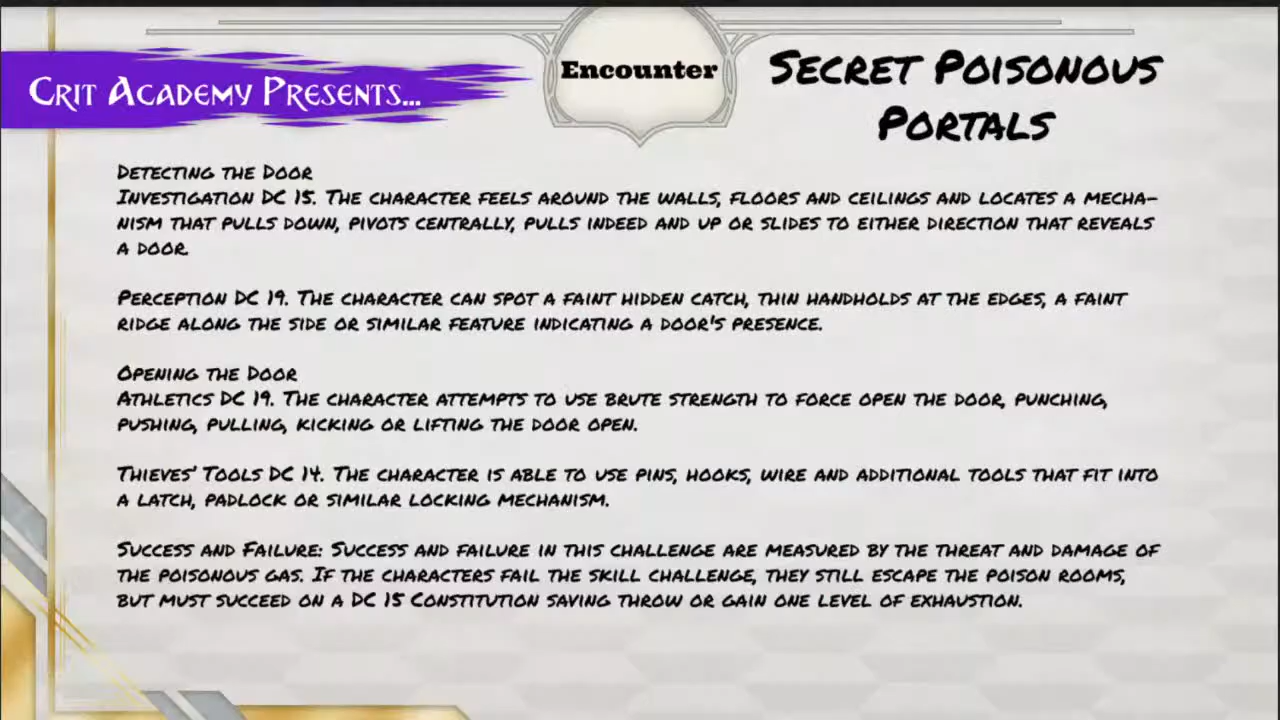 Crit Academy Presents...
Encounter
Secret Poisonous
Portals
Detecting the Door
Investigation DC 15. The character feels around the walls, floors and ceilings and locates a mecha-
nism that pulls down, pivots centrally, pulls indeed and up or slides to either direction that reveals
a door.
Perception DC 19. The character can spot a faint hidden catch, thin handholds at the edges, a faint
ridge along the side or similar feature indicating a door's presence.
Opening the Door
Athletics DC 19. The character attempts to use brute strength to force open the door, punching,
pushing, pulling, kicking or lifting the door open.
Thieves' Tools DC 14. The character is able to use pins, hooks, wire and additional tools that fit into
a latch, padlock or similar locking mechanism.
Success and Failure: Success and failure in this challenge are measured by the threat and damage of
the poisonous gas. If the characters fail the skill challenge, they still escape the poison rooms,
but must succeed on a DC 15 Constitution saving throw or gain one level of exhaustion.